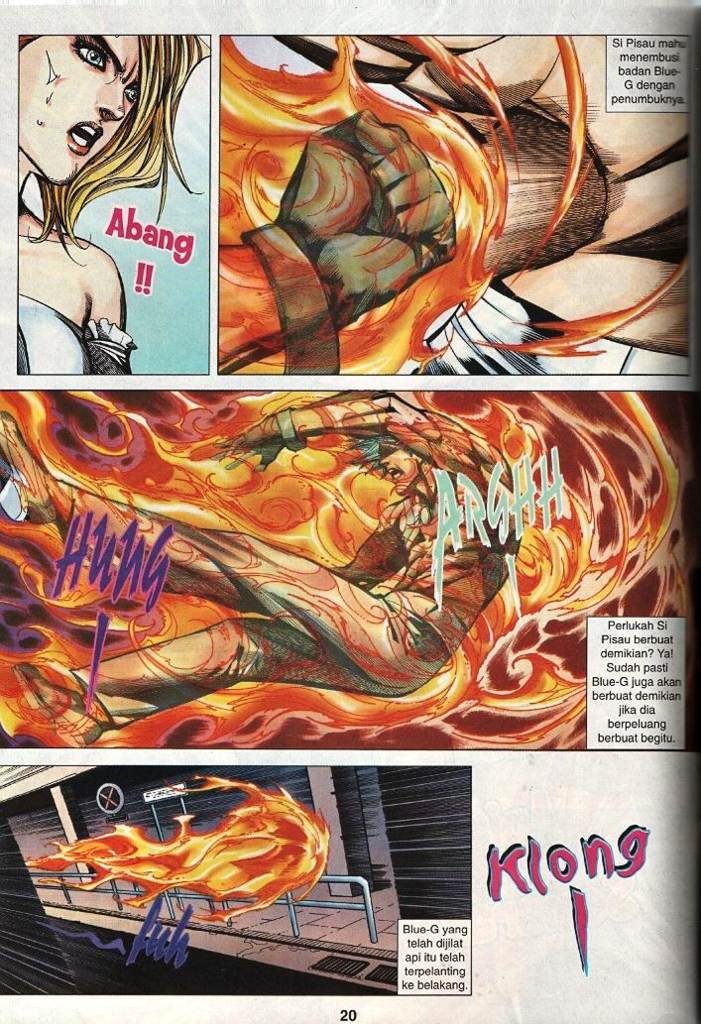 Abang
!!
Si Pisau mahu
menembusi
badan Blue-
G dengan
penumbuknya.
HUNG
!
ARGHH
!
Perlukah Si
Pisau berbuat
demikian? Ya!
Sudah pasti
Blue-G juga akan
berbuat demikian
jika dia
berpeluang
berbuat begitu.
Blue-G yang
telah dijilat
api itu telah
terpelanting
ke belakang.
Klong
!
20